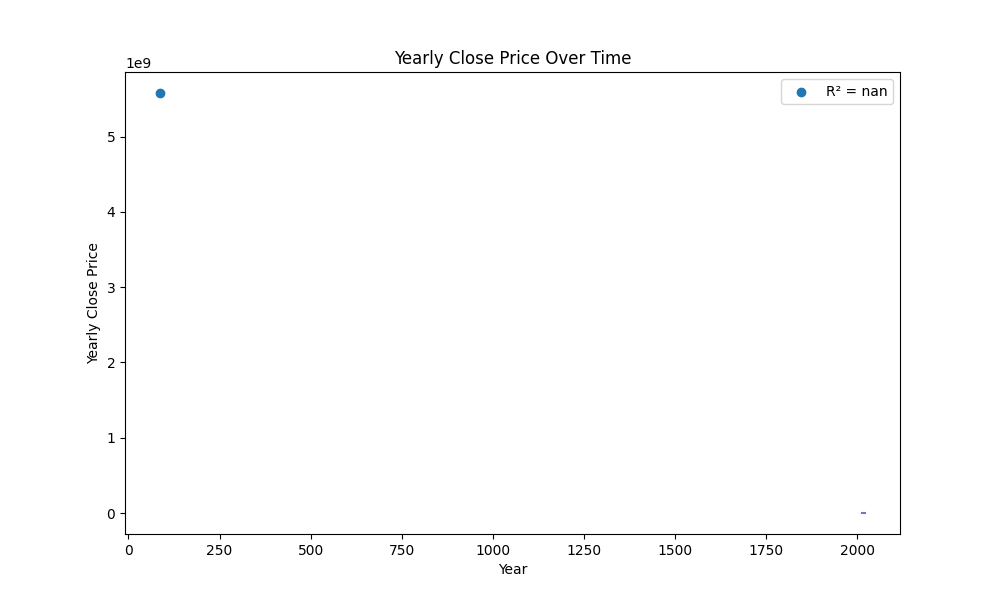 Yearly Close Price Over Time
1e9
R² = nan
5
4
3
2
1
0
Yearly Close Price
0 250 500 750 1000 1250 1500 1750 2000
Year